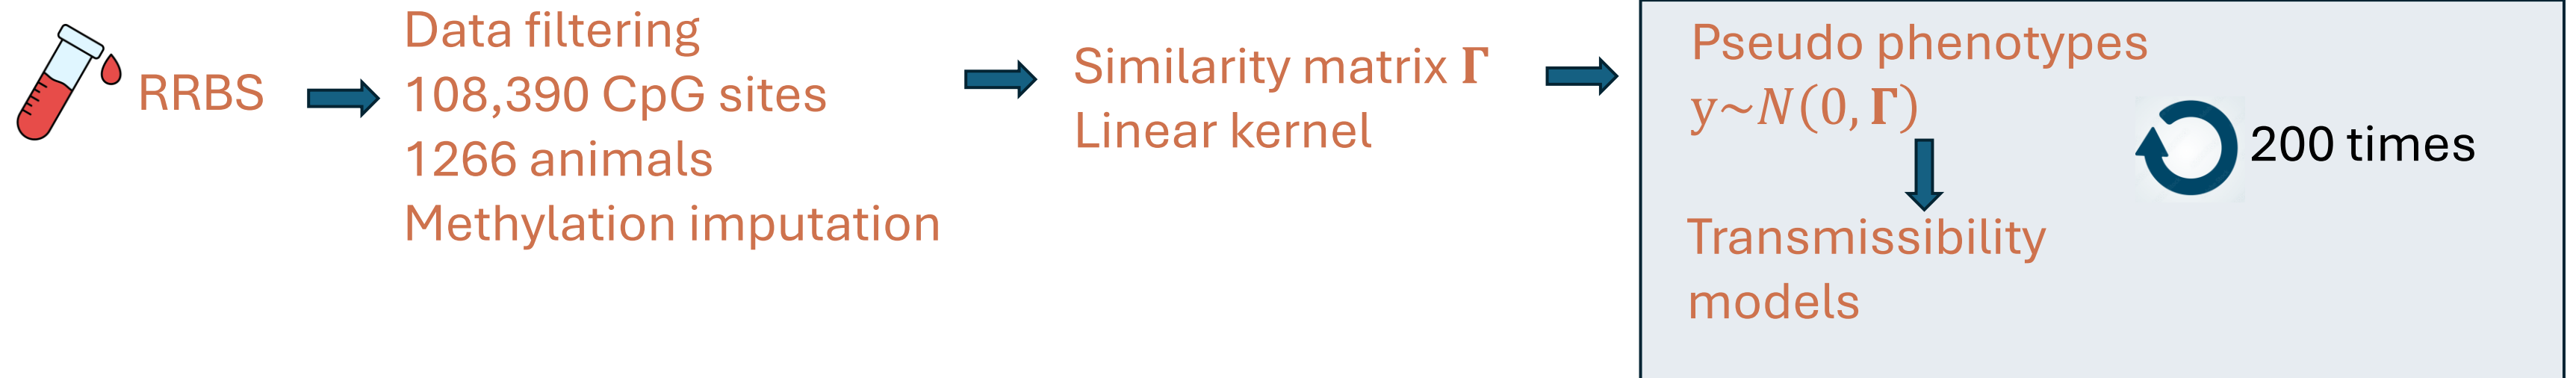 RRBS
Data filtering
108,390 CpG sites
1266 animals
Methylation imputation
Similarity matrix Γ
Linear kernel
Pseudo phenotypes
y~N(0, Γ)
200 times
Transmissibility
models